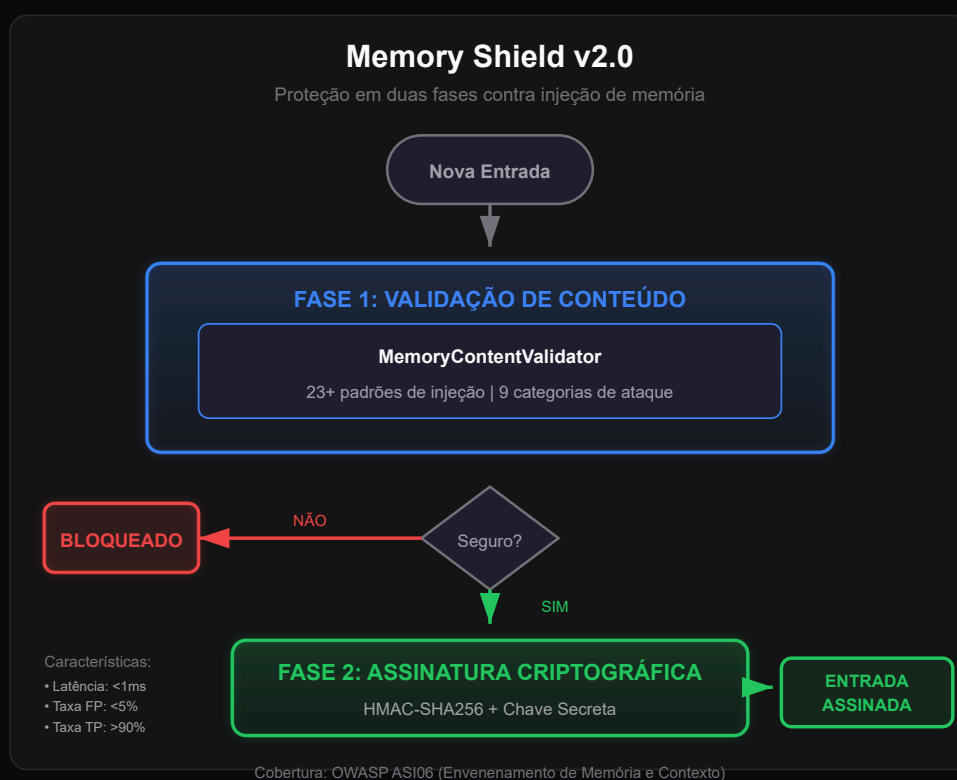 Memory Shield v2.0
Proteção em duas fases contra injeção de memória
Nova Entrada
FASE 1: VALIDAÇÃO DE CONTEÚDO
MemoryContentValidator
23+ padrões de injeção | 9 categorias de ataque
BLOQUEADO
NÃO
Seguro?
SIM
FASE 2: ASSINATURA CRIPTOGRÁFICA
HMAC-SHA256 + Chave Secreta
ENTRADA
ASSINADA
Características:
• Latência: <1ms
• Taxa FP: <5%
• Taxa TP: >90%
Cobertura: OWASP ASI06 (Envenenamento de Memória e Contexto)